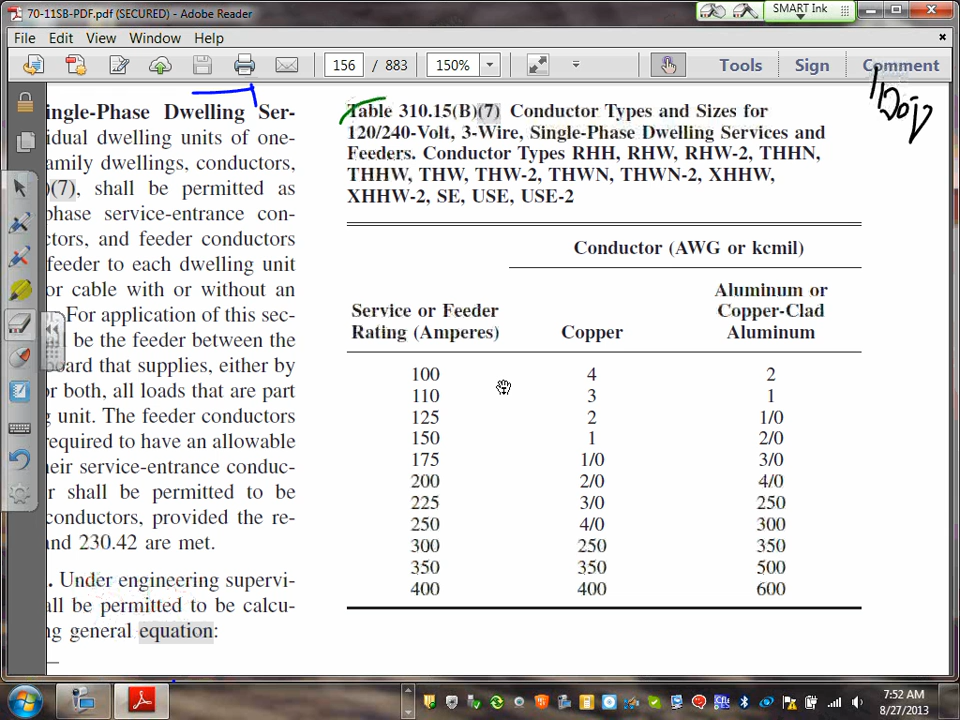 70-11SB-PDF.pdf (SECURED) - Adobe Reader
SMART Ink
File Edit View Window Help
156 / 883 150% Tools Sign Comment
ingle-Phase Dwelling Ser-
idual dwelling units of one-
amily dwellings, conductors,
)(7), shall be permitted as
phase service-entrance con-
ctors, and feeder conductors
feeder to each dwelling unit
or cable with or without an
r. For application of this sec-
ll be the feeder between the
board that supplies, either by
or both, all loads that are part
g unit. The feeder conductors
required to have an allowable
heir service-entrance conduc-
r shall be permitted to be
conductors, provided the re-
and 230.42 are met.
. Under engineering supervi-
all be permitted to be calcu-
ng general equation:
Table 310.15(B)(7) Conductor Types and Sizes for
120/240-Volt, 3-Wire, Single-Phase Dwelling Services and
Feeders. Conductor Types RHH, RHW, RHW-2, THHN,
THHW, THW, THW-2, THWN, THWN-2, XHHW,
XHHW-2, SE, USE, USE-2
Conductor (AWG or kcmil)
Service or Feeder
Rating (Amperes)
Copper
Aluminum or
Copper-Clad
Aluminum
100 4 2
110 3 1
125 2 1/0
150 1 2/0
175 1/0 3/0
200 2/0 4/0
225 3/0 250
250 4/0 300
300 250 350
350 350 500
400 400 600
7:52 AM
8/27/2013